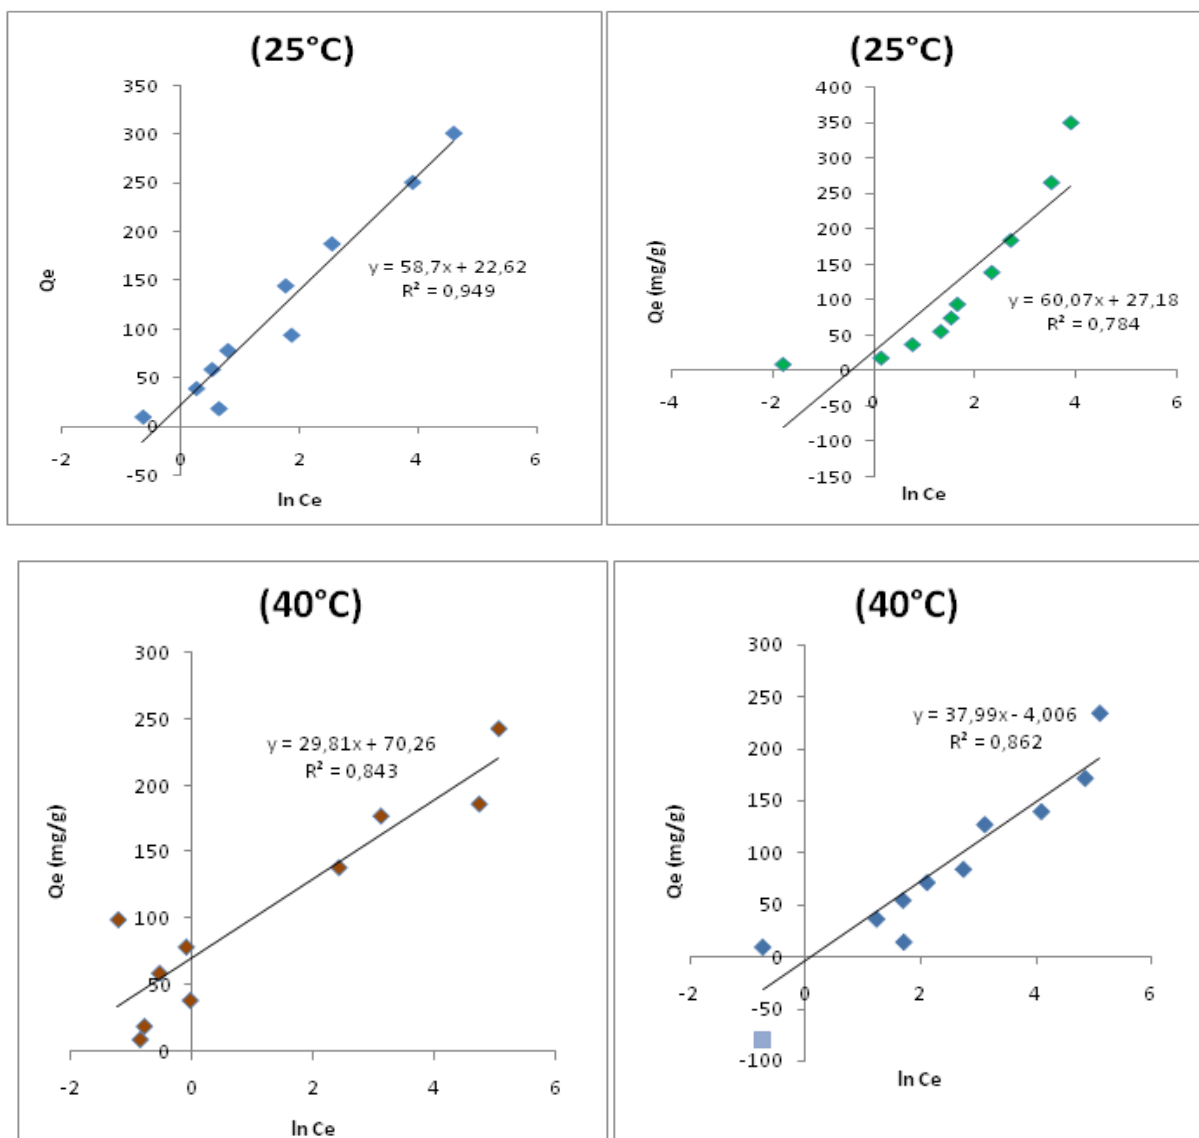 (25°C)
350
300
250
200
150
100
50
0
-50
-2
0
2
4
6
Qe
y = 58,7x + 22,62
R² = 0,949
ln Ce
(25°C)
400
350
300
250
200
150
100
50
0
-50
-100
-150
-4
-2
0
2
4
6
Qe (mg/g)
y = 60,07x + 27,18
R² = 0,784
ln Ce
(40°C)
300
250
200
150
100
50
0
-2
0
2
4
6
Qe (mg/g)
y = 29,81x + 70,26
R² = 0,843
ln Ce
(40°C)
300
250
200
150
100
50
0
-50
-100
-2
0
2
4
6
Qe (mg/g)
y = 37,99x - 4,006
R² = 0,862
ln Ce